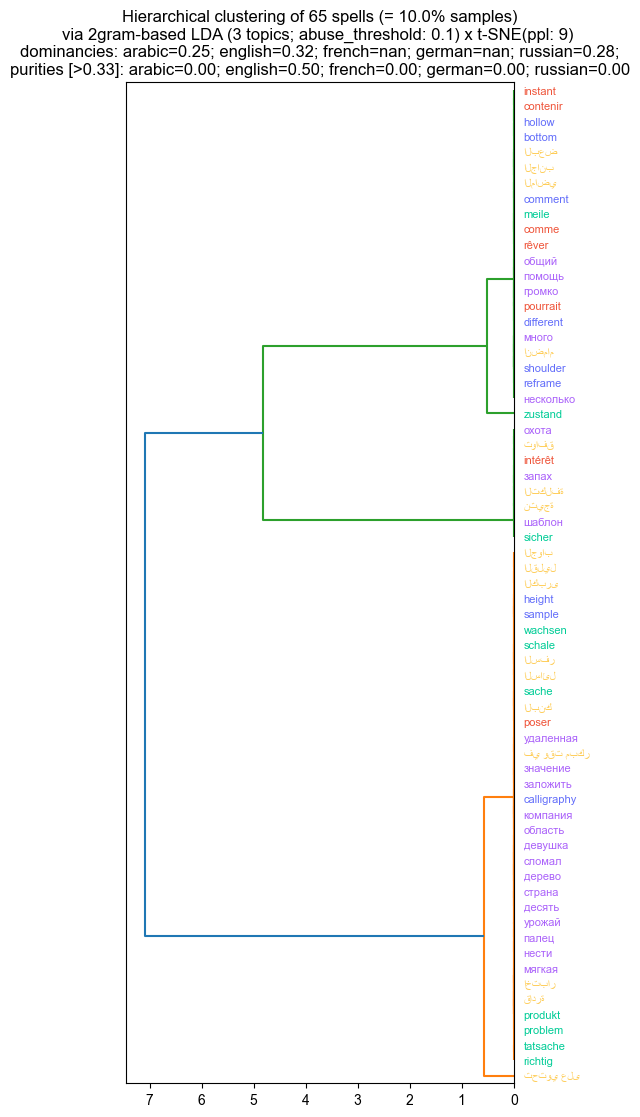 Hierarchical clustering of 65 spells (= 10.0% samples)
via 2gram-based LDA (3 topics; abuse_threshold: 0.1) x t-SNE(ppl: 9)
dominancies: arabic=0.25; english=0.32; french=nan; german=nan; russian=0.28;
purities [>0.33]: arabic=0.00; english=0.50; french=0.00; german=0.00; russian=0.00
instant
contenir
hollow
bottom
البعض
الجانب
الماضي
comment
meile
comme
rêver
общий
помощь
громко
pourrait
different
много
انضمام
shoulder
reframe
несколько
zustand
охота
توافق
intérêt
запах
التكلفة
نتيجة
шаблон
sicher
الجواب
القليل
الكبرى
height
sample
wachsen
schale
السفر
السائل
sache
البنك
poser
удаленная
في وقت مبكر
значение
заложить
calligraphy
компания
область
девушка
сломал
дерево
страна
десять
урожай
палец
нести
мягкая
اختبار
قادرة
produkt
problem
tatsache
richtig
تحتوي على
7 6 5 4 3 2 1 0